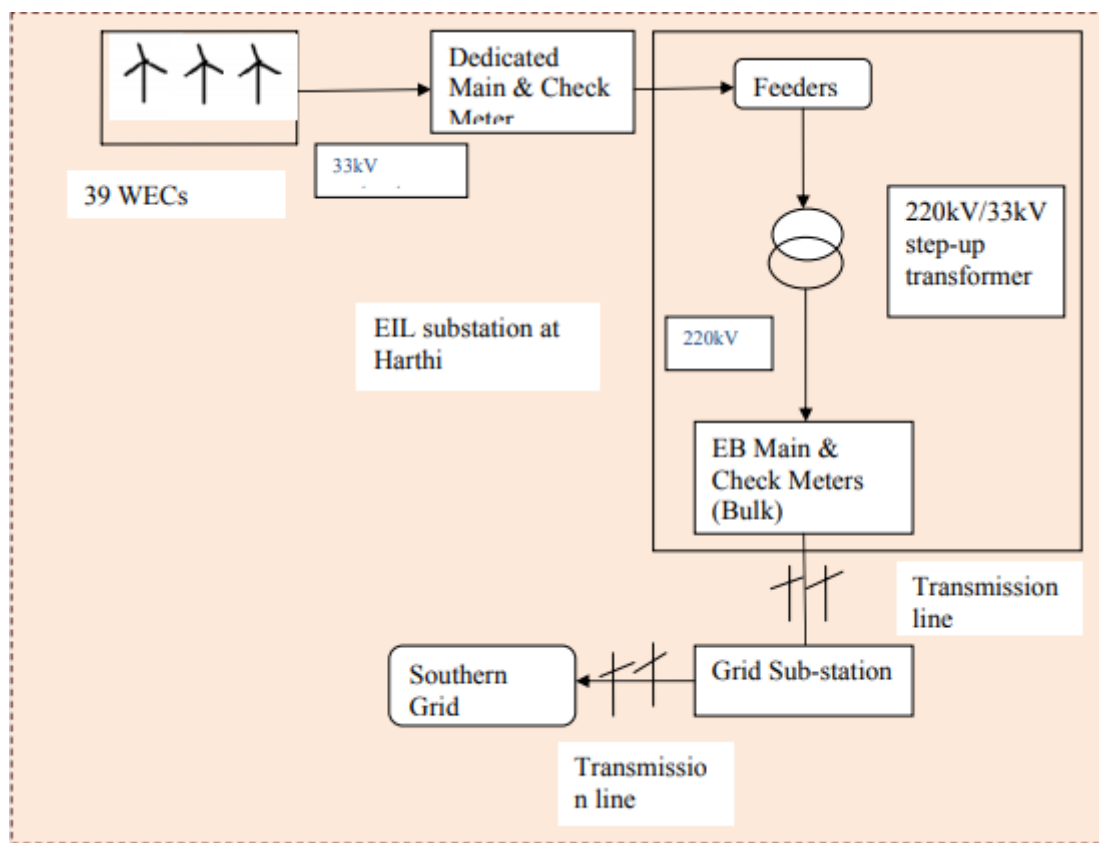 Dedicated
Main & Check
Meter
Feeders
33kV
39 WECs
220kV/33kV
step-up
transformer
EIL substation at
Harthi
220kV
EB Main &
Check Meters
(Bulk)
Transmission
line
Southern
Grid
Grid Sub-station
Transmissio
n line